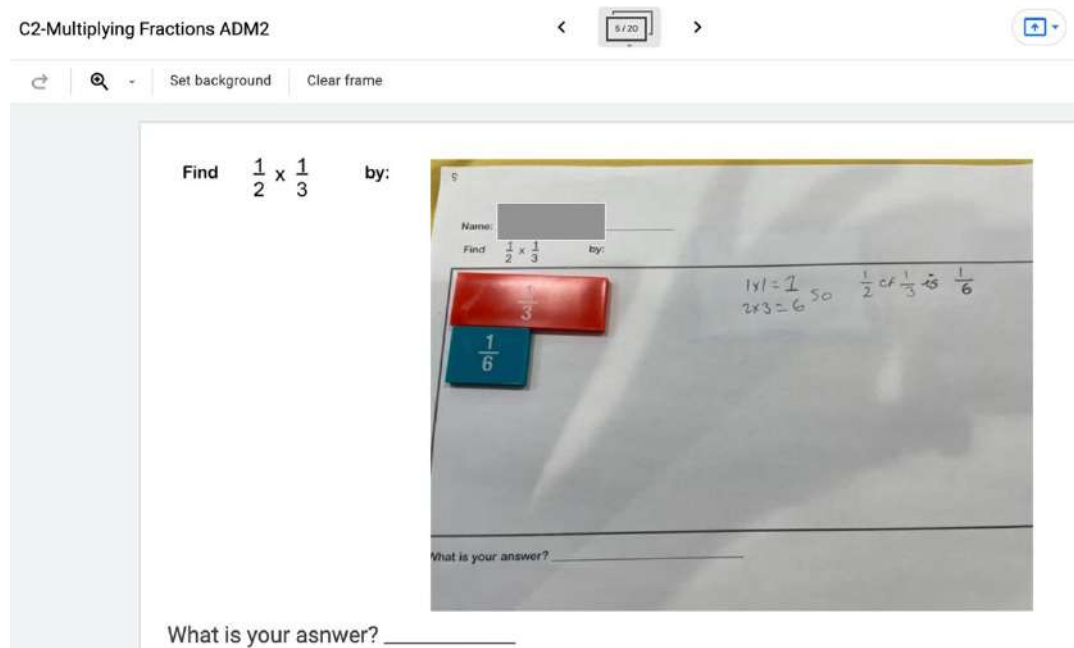 C2-Multiplying Fractions ADM2
5 / 20
Set background Clear frame
Find 1/2 x 1/3 by:
Name:
Find 1/2 x 1/3 by:
1/3
1/6
1x1=1
2x3=6 so 1/2 of 1/3 is 1/6
What is your answer?
What is your asnwer?